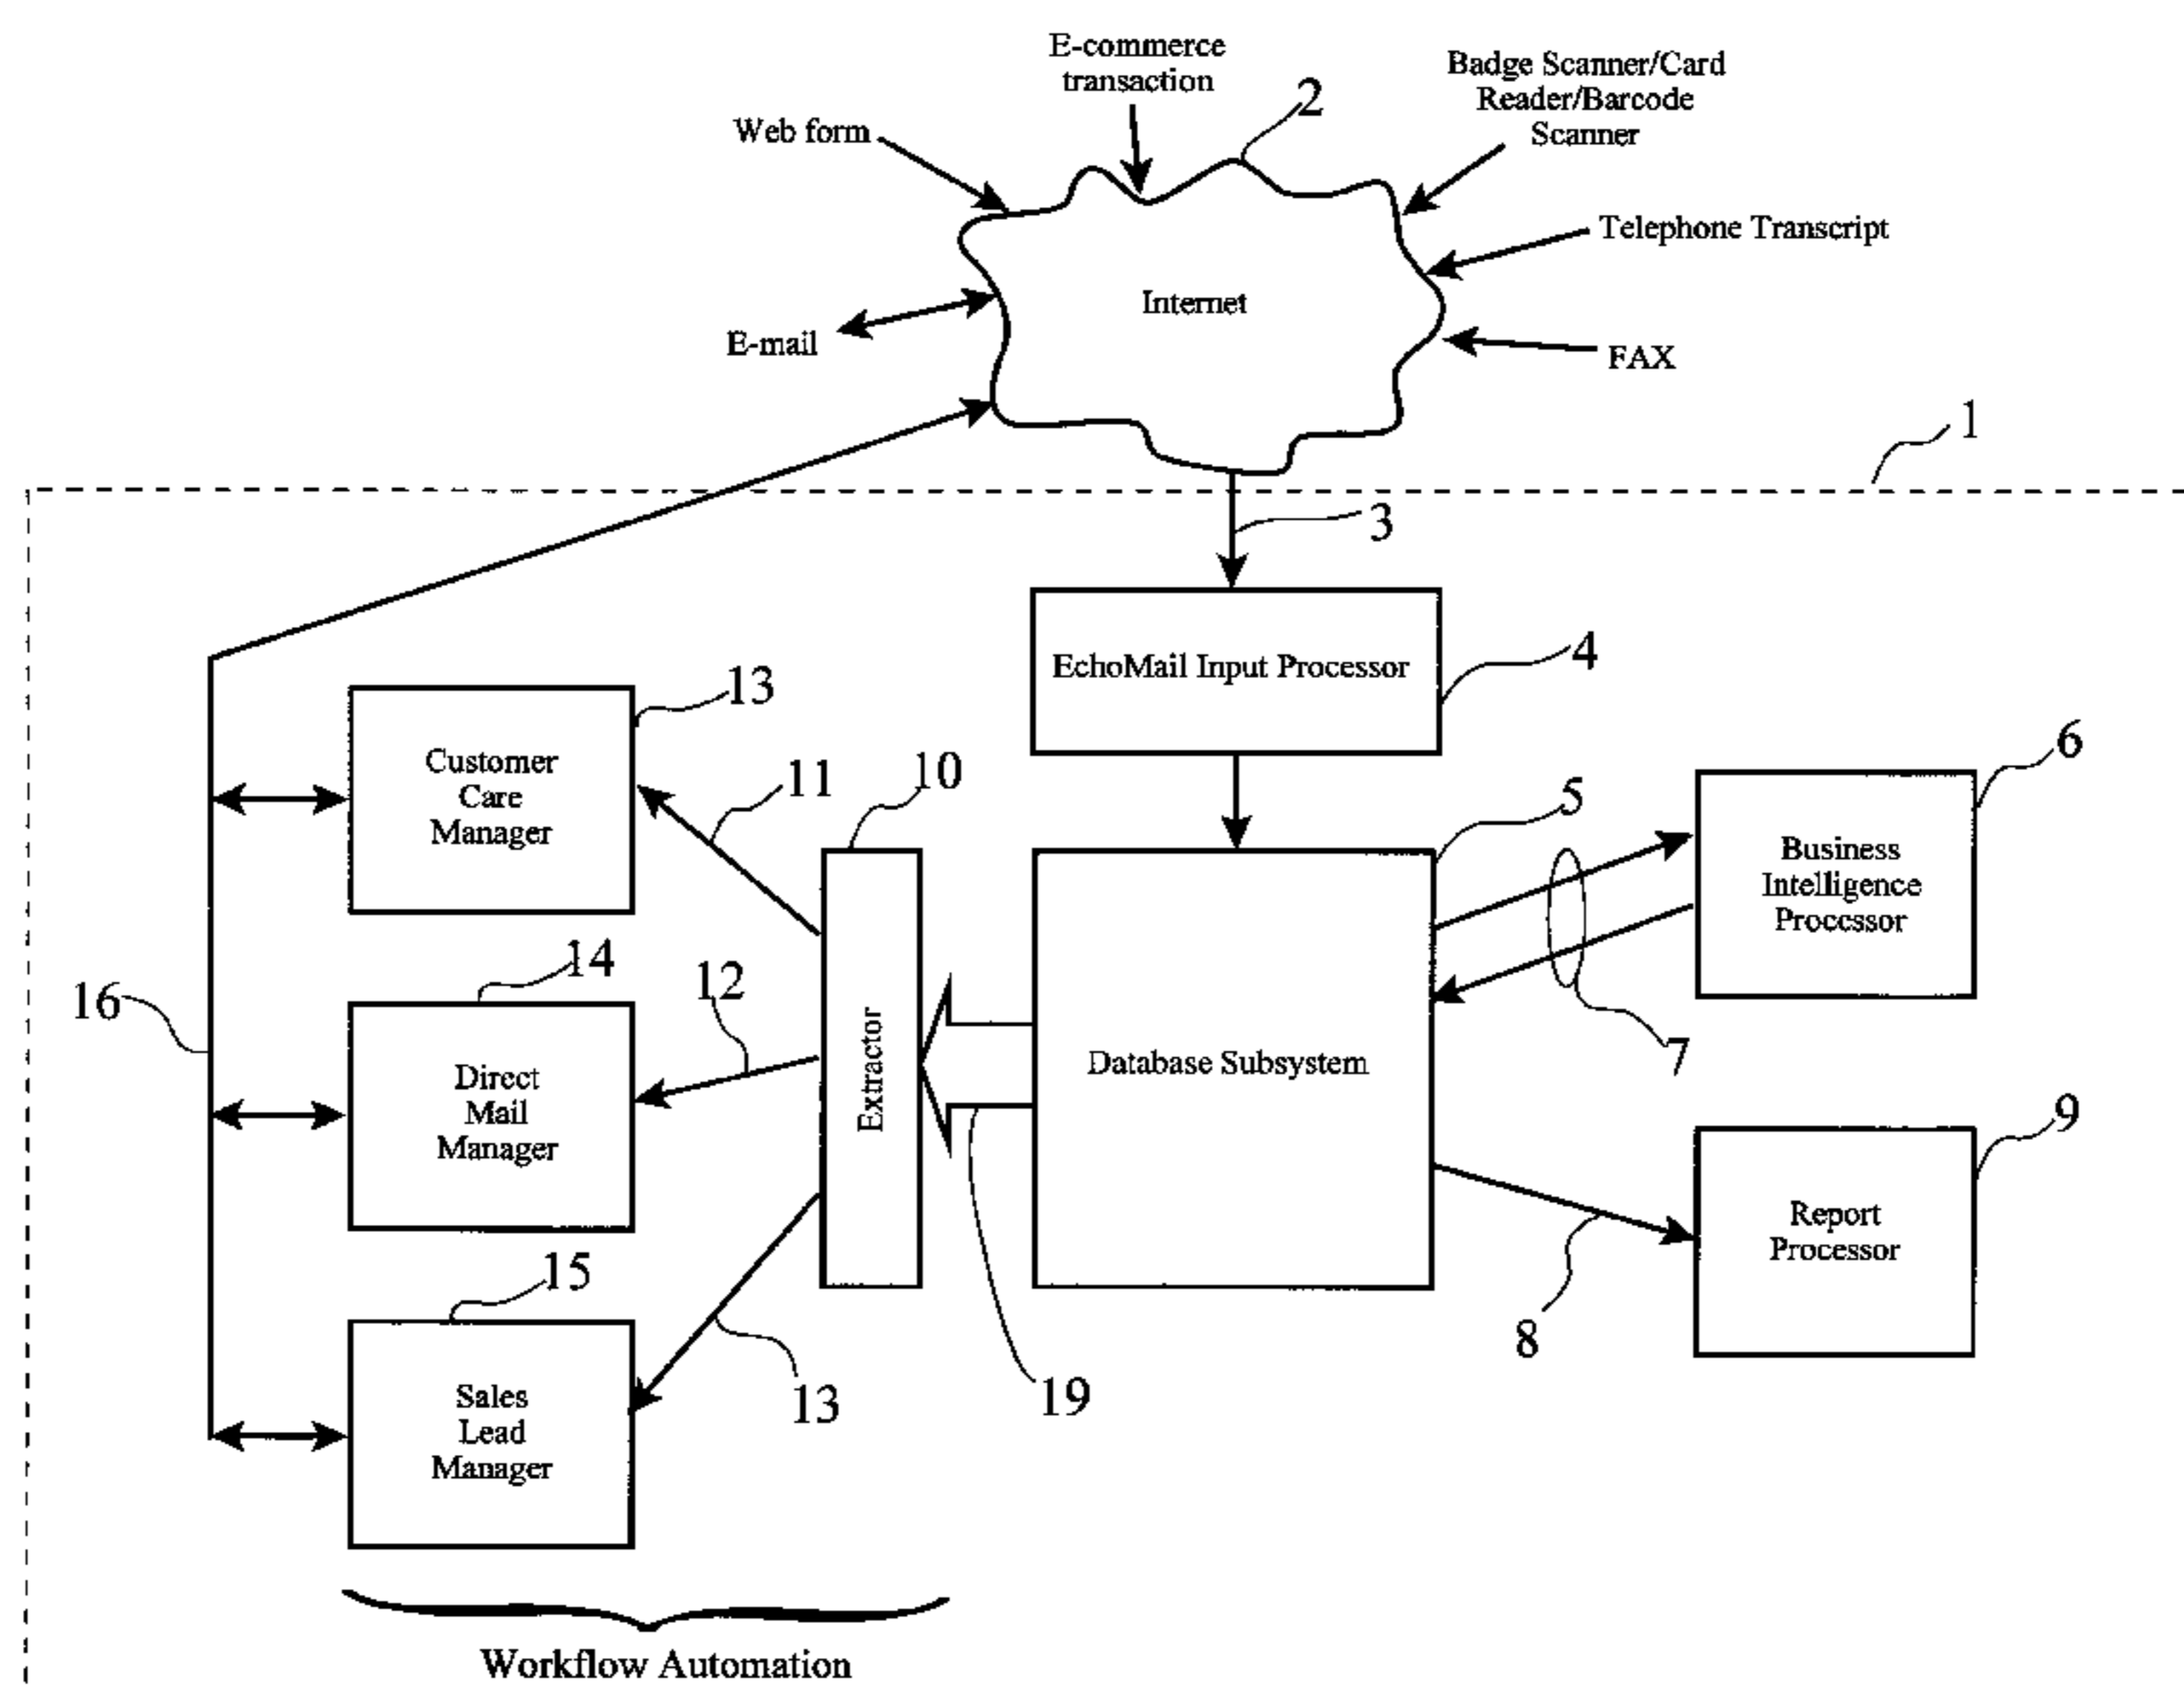 E-commerce
transaction
Badge Scanner/Card
Reader/Barcode
Scanner
2
Web form
Telephone Transcript
Internet
E-mail
FAX
1
3
EchoMail Input Processor
4
13
Customer
Care
Manager
11
10
5
6
Business
Intelligence
Processor
7
14
12
16
Direct
Mail
Manager
Extractor
Database Subsystem
9
Report
Processor
8
15
Sales
Lead
Manager
13
19
Workflow Automation